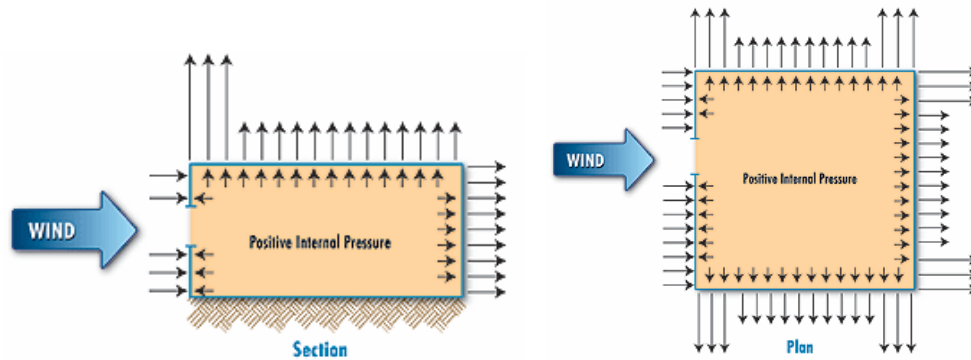 WIND
Positive Internal Pressure
Section
WIND
Positive Internal Pressure
Plan